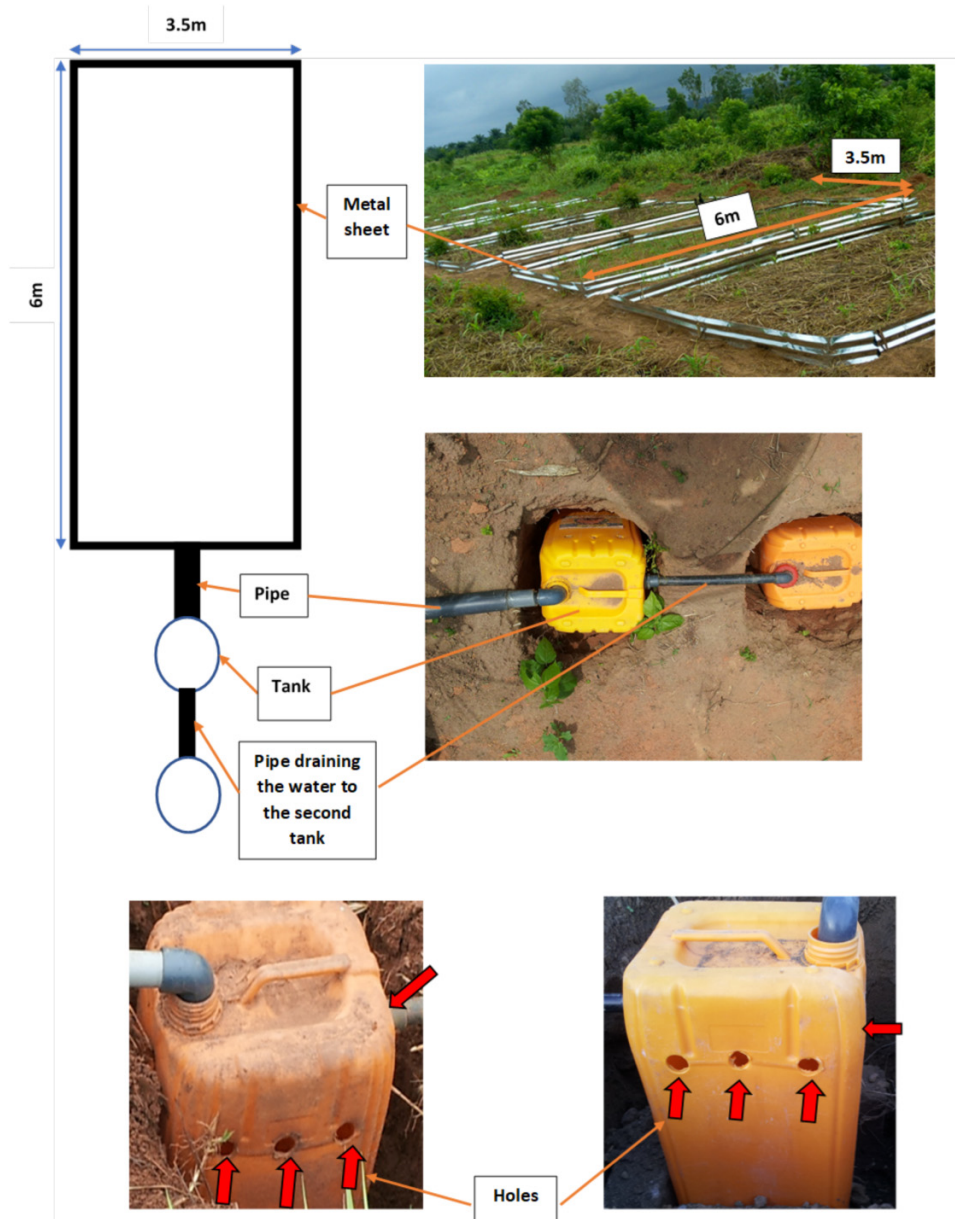 3.5m
3.5m
Metal
sheet
6m
6m
Pipe
Tank
Pipe draining
the water to
the second
tank
Holes